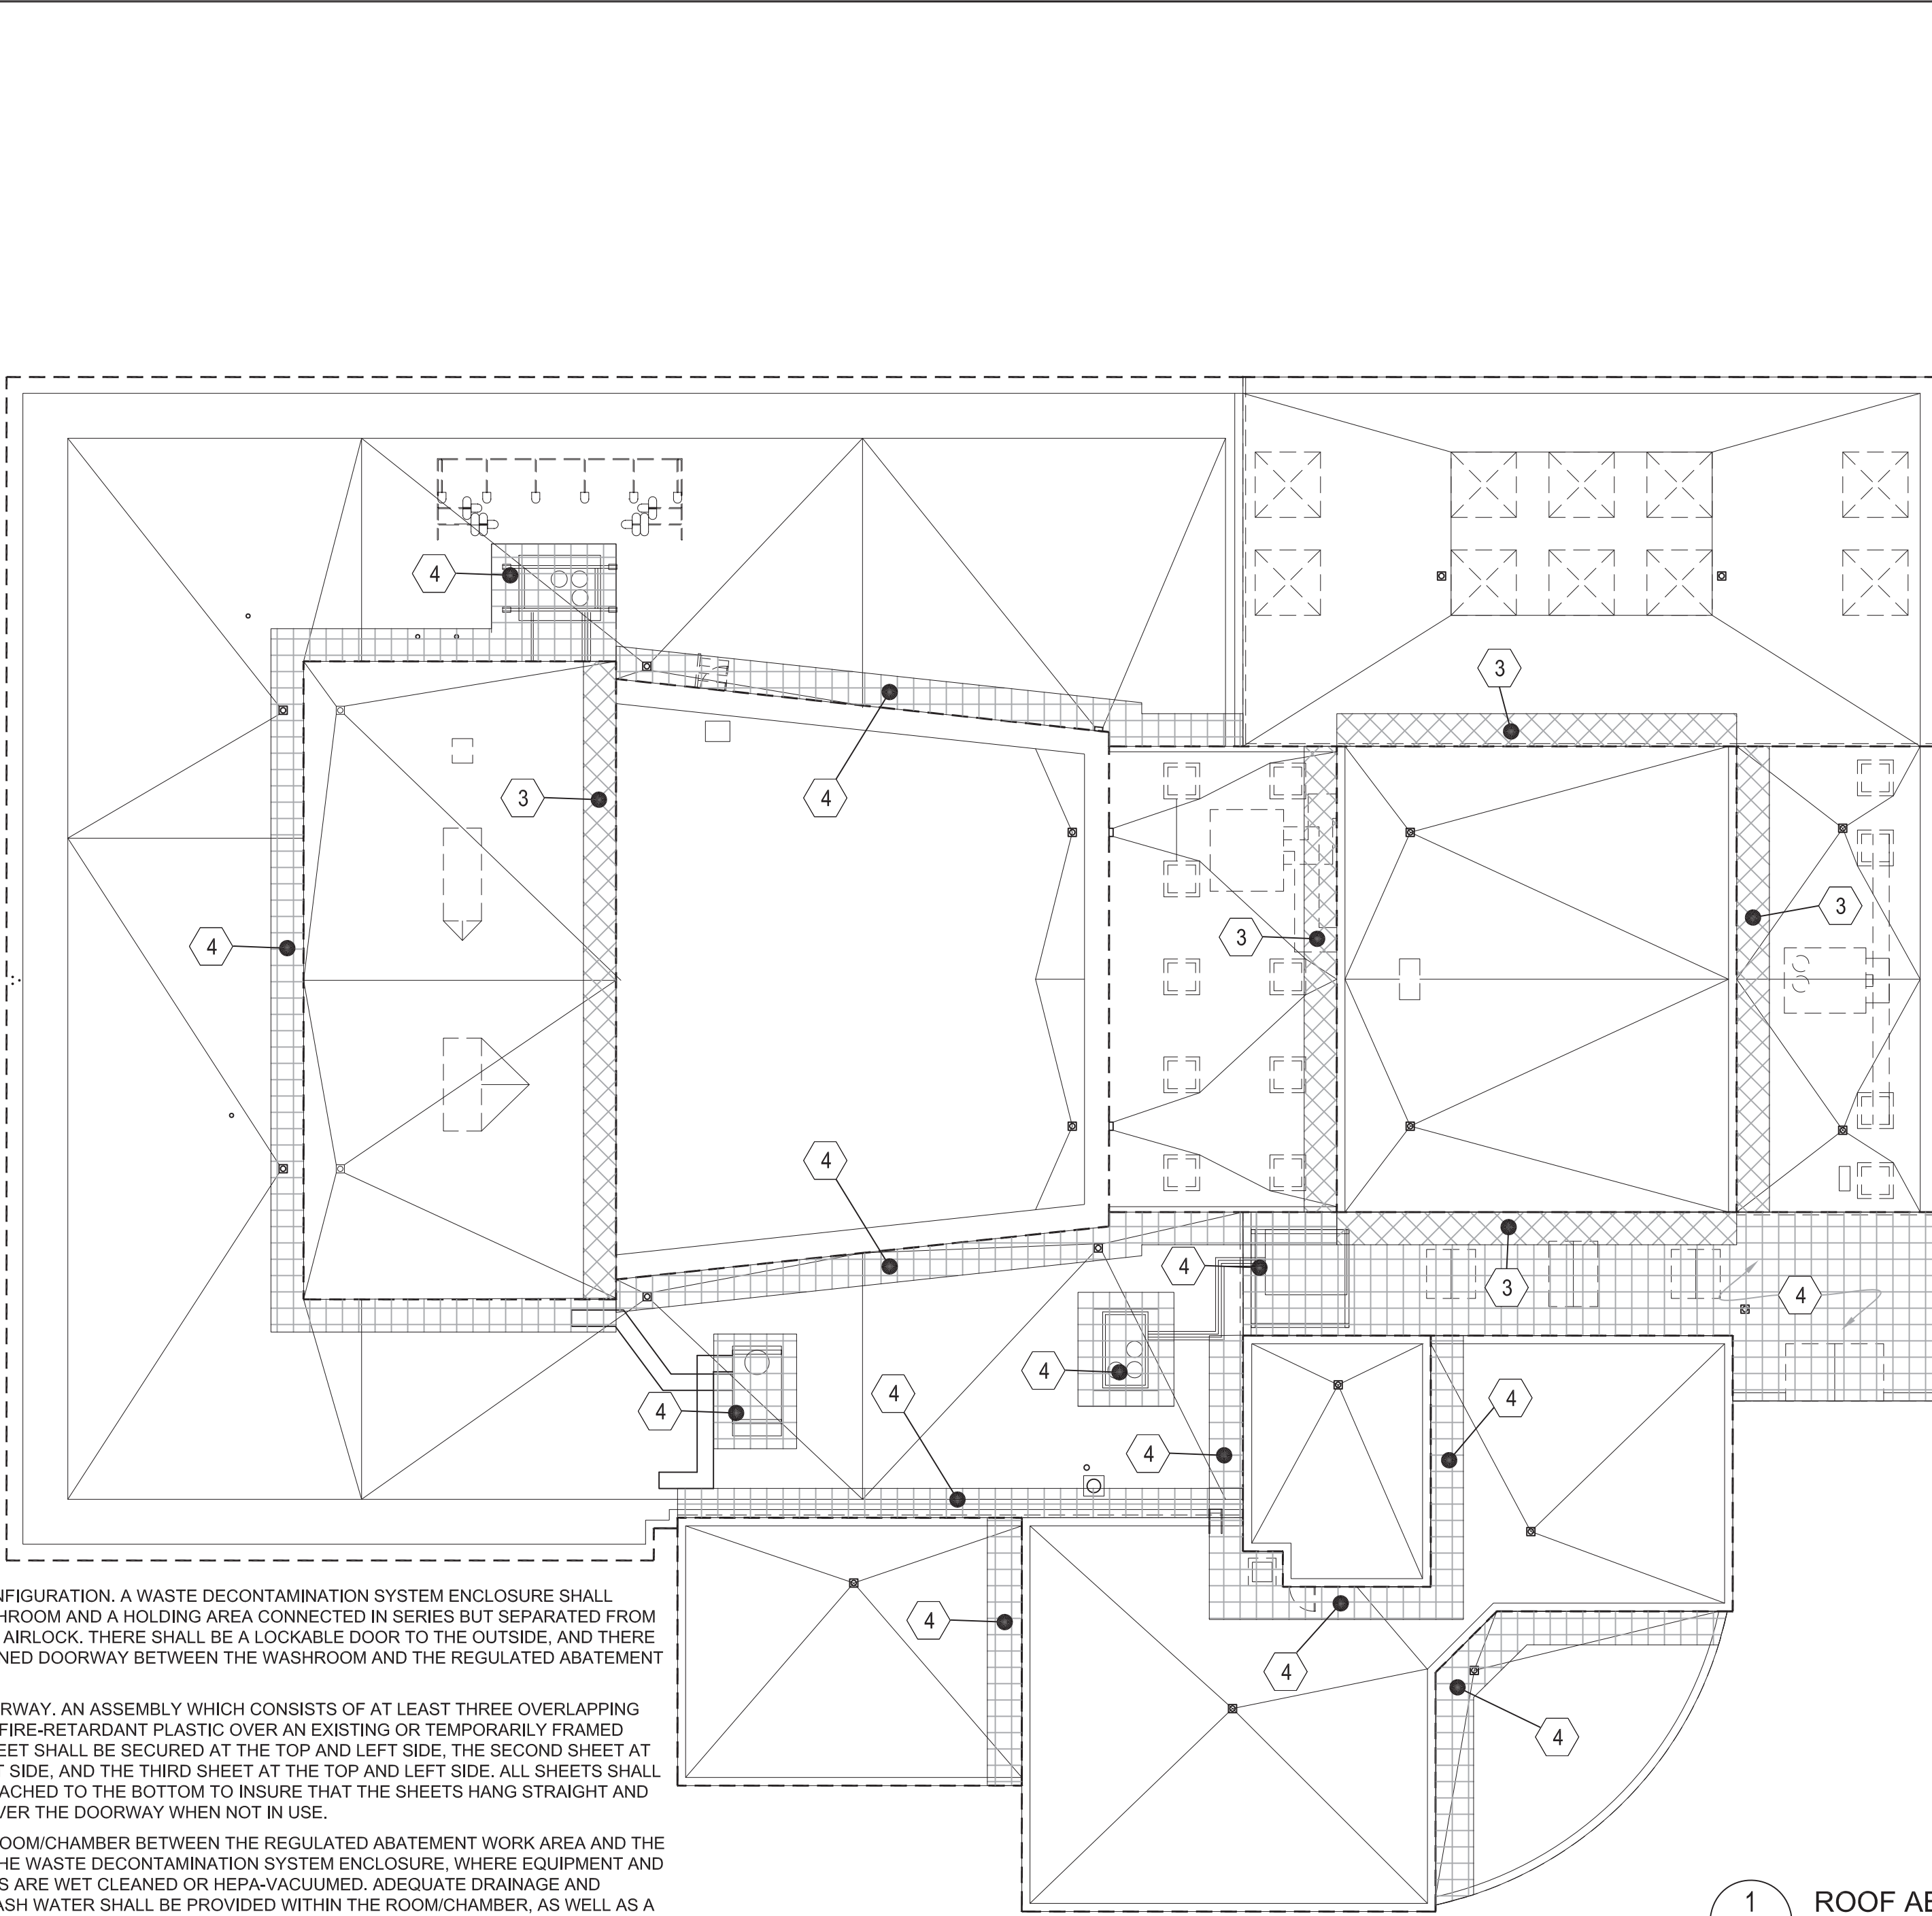 4
3
4
3
4
3
3
4
4
3
4
4
4
4
4
4
4
4
4
4
NFIGURATION. A WASTE DECONTAMINATION SYSTEM ENCLOSURE SHALL
HROOM AND A HOLDING AREA CONNECTED IN SERIES BUT SEPARATED FROM
AIRLOCK. THERE SHALL BE A LOCKABLE DOOR TO THE OUTSIDE, AND THERE
NED DOORWAY BETWEEN THE WASHROOM AND THE REGULATED ABATEMENT
RWAY. AN ASSEMBLY WHICH CONSISTS OF AT LEAST THREE OVERLAPPING
FIRE-RETARDANT PLASTIC OVER AN EXISTING OR TEMPORARILY FRAMED
EET SHALL BE SECURED AT THE TOP AND LEFT SIDE, THE SECOND SHEET AT
T SIDE, AND THE THIRD SHEET AT THE TOP AND LEFT SIDE. ALL SHEETS SHALL
ACHED TO THE BOTTOM TO INSURE THAT THE SHEETS HANG STRAIGHT AND
VER THE DOORWAY WHEN NOT IN USE.
OOM/CHAMBER BETWEEN THE REGULATED ABATEMENT WORK AREA AND THE
HE WASTE DECONTAMINATION SYSTEM ENCLOSURE, WHERE EQUIPMENT AND
S ARE WET CLEANED OR HEPA-VACUUMED. ADEQUATE DRAINAGE AND
ASH WATER SHALL BE PROVIDED WITHIN THE ROOM/CHAMBER, AS WELL AS A
1
ROOF AB